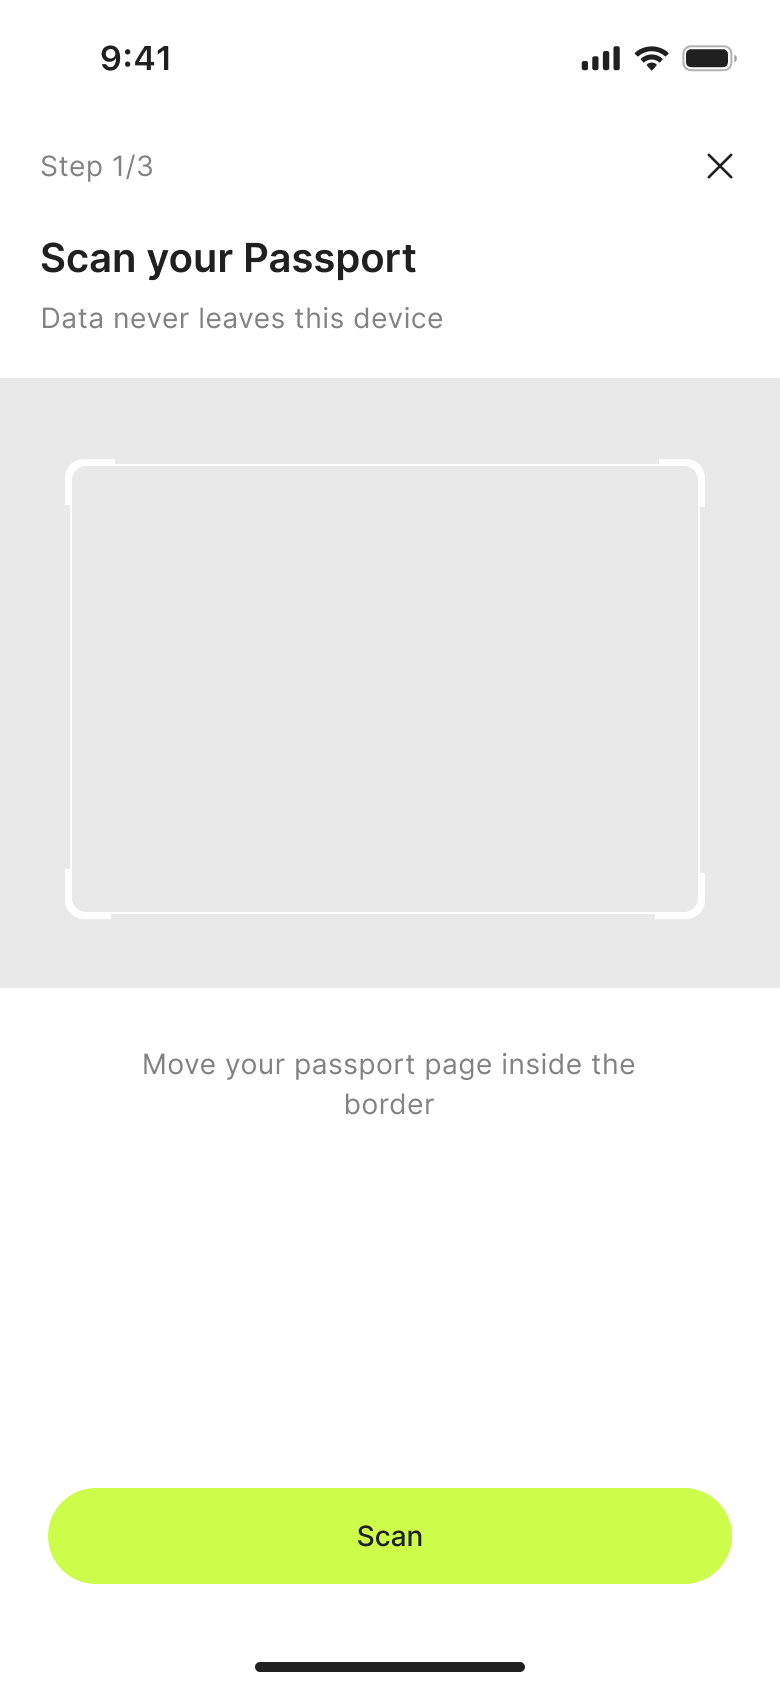 9:41
Step 1/3
Scan your Passport
Data never leaves this device
Move your passport page inside the
border
Scan